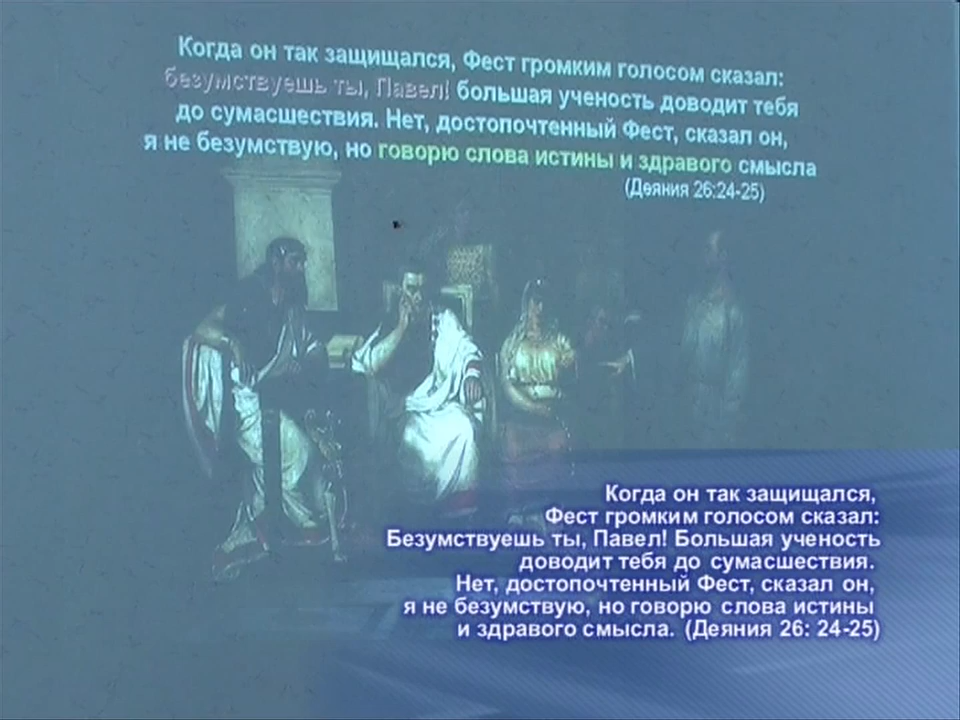 Когда он так защищался, Фест громким голосом сказал:
безумствуешь ты, Павел! большая ученость доводит тебя
до сумасшествия. Нет, достопочтенный Фест, сказал он,
я не безумствую, но говорю слова истины и здравого смысла
(Деяния 26:24-25)
Когда он так защищался,
Фест громким голосом сказал:
Безумствуешь ты, Павел! Большая ученость
доводит тебя до сумасшествия.
Нет, достопочтенный Фест, сказал он,
я не безумствую, но говорю слова истины
и здравого смысла. (Деяния 26: 24-25)